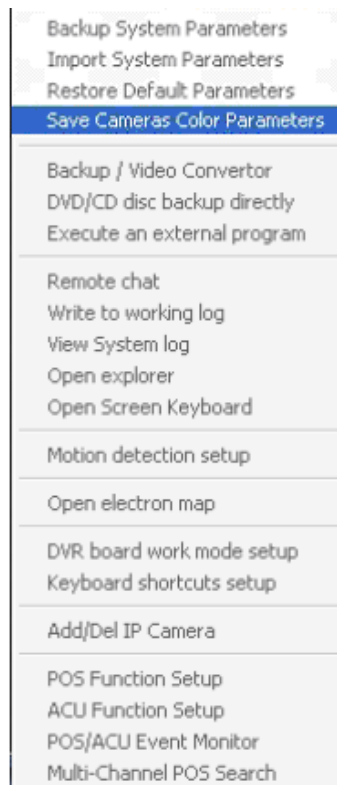 Backup System Parameters
Import System Parameters
Restore Default Parameters
Save Cameras Color Parameters
Backup / Video Convertor
DVD/CD disc backup directly
Execute an external program
Remote chat
Write to working log
View System log
Open explorer
Open Screen Keyboard
Motion detection setup
Open electron map
DVR board work mode setup
Keyboard shortcuts setup
Add/Del IP Camera
POS Function Setup
ACU Function Setup
POS/ACU Event Monitor
Multi-Channel POS Search